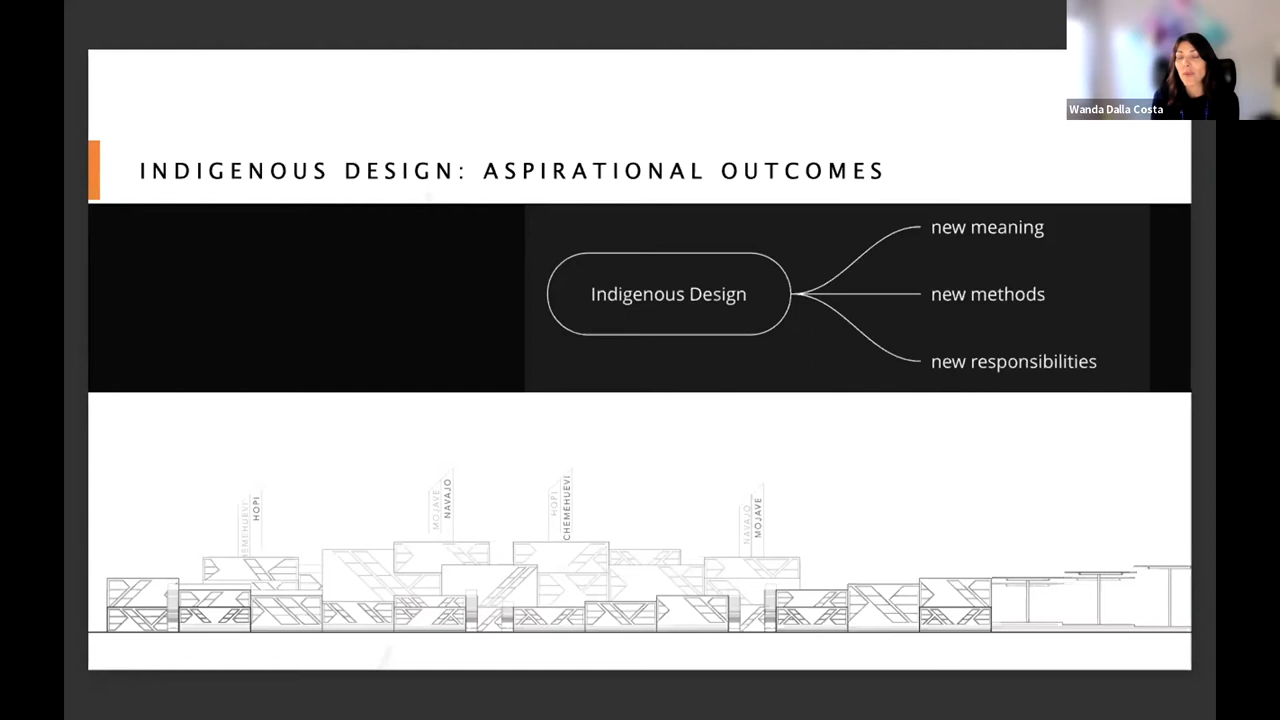 Wanda Dalla Costa
INDIGENOUS DESIGN: ASPIRATIONAL OUTCOMES
Indigenous Design
new meaning
new methods
new responsibilities
HOPI
MOJAVE
NAVAJO
HOPI
CHEMEHUEVI
NAVAJO
MOJAVE